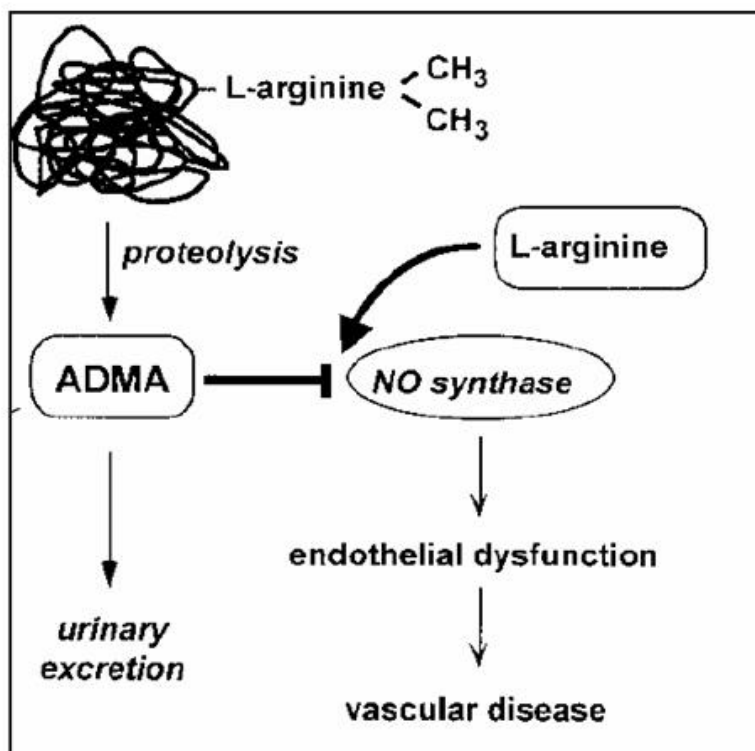 L-arginine
CH3
CH3
proteolysis
L-arginine
ADMA
NO synthase
endothelial dysfunction
urinary
excretion
vascular disease